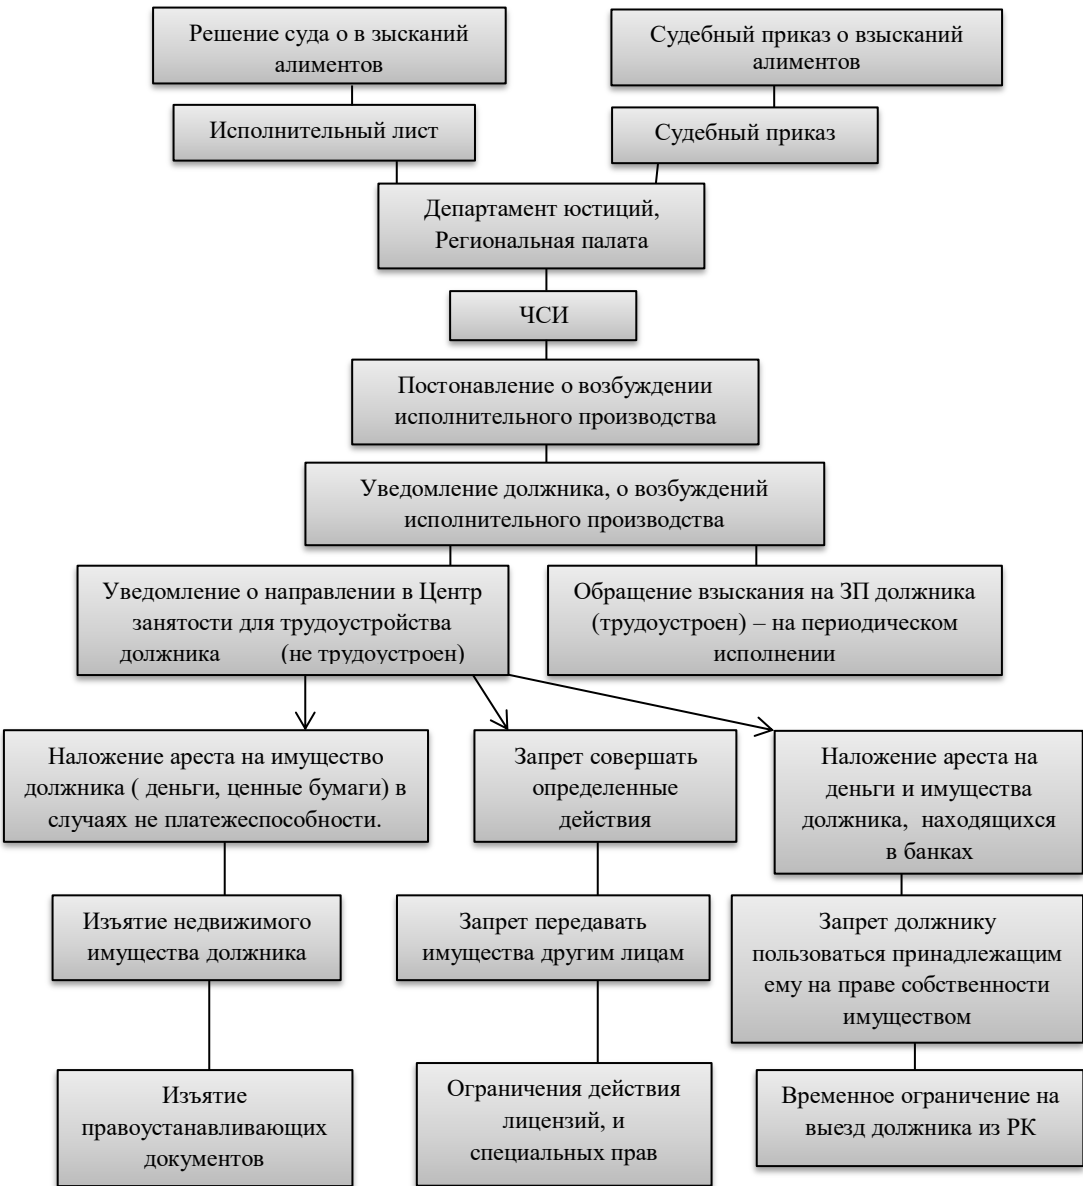 Решение суда о в зысканий
алиментов
Судебный приказ о взысканий
алиментов
Исполнительный лист
Судебный приказ
Департамент юстиций,
Региональная палата
ЧСИ
Постонавление о возбуждении
исполнительного производства
Уведомление должника, о возбуждений
исполнительного производства
Уведомление о направлении в Центр
занятости для трудоустройства
должника (не трудоустроен)
Обращение взыскания на ЗП должника
(трудоустроен) – на периодическом
исполнении
Наложение ареста на имущество
должника ( деньги, ценные бумаги) в
случаях не платежеспособности.
Запрет совершать
определенные
действия
Наложение ареста на
деньги и имущества
должника, находящихся
в банках
Изъятие недвижимого
имущества должника
Запрет передавать
имущества другим лицам
Запрет должнику
пользоваться принадлежащим
ему на праве собственности
имуществом
Изъятие
правоустанавливающих
документов
Ограничения действия
лицензий, и
специальных прав
Временное ограничение на
выезд должника из РК